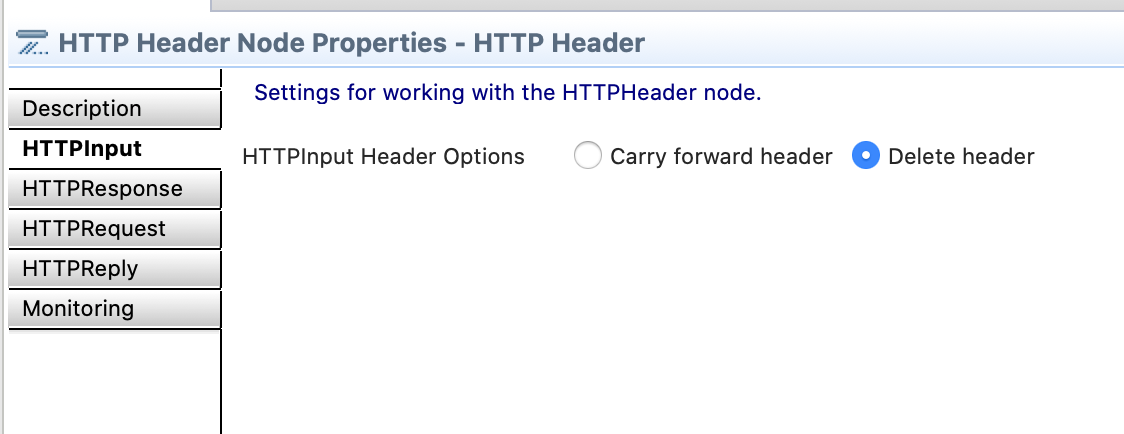 HTTP Header Node Properties - HTTP Header
Description
HTTPInput
HTTPResponse
HTTPRequest
HTTPReply
Monitoring
Settings for working with the HTTPHeader node.
HTTPInput Header Options Carry forward header Delete header